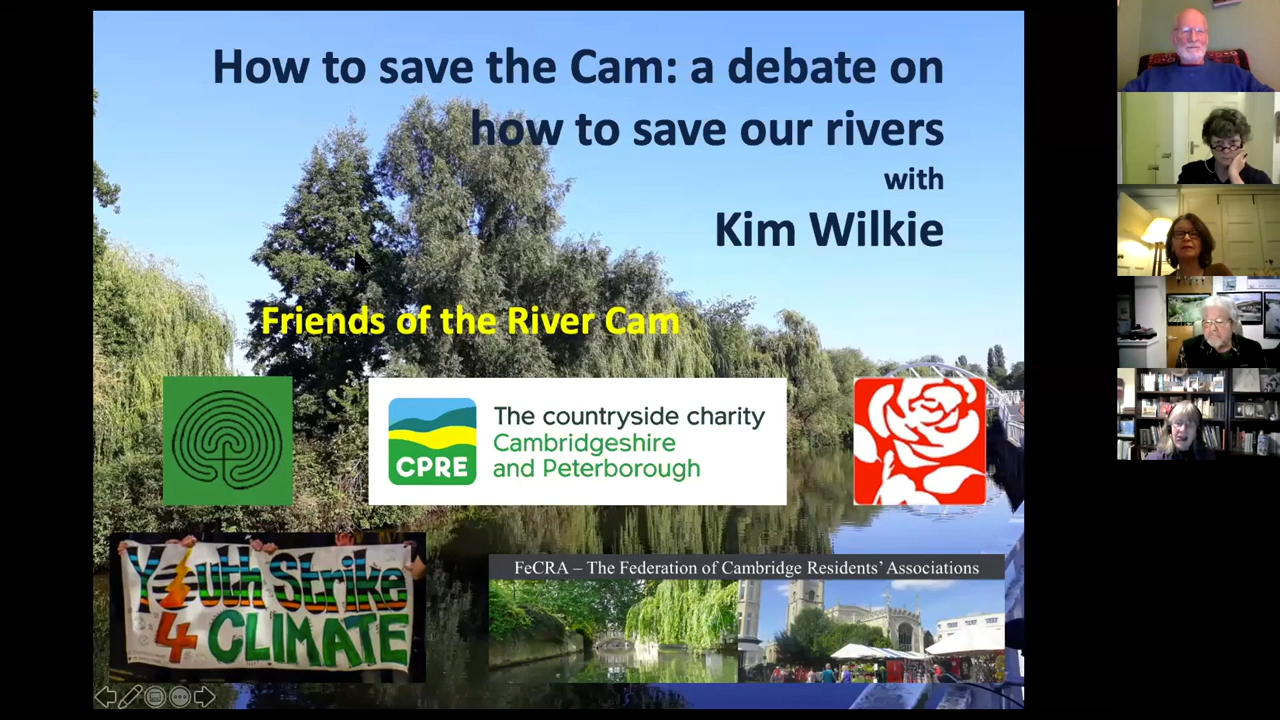 How to save the Cam: a debate on
how to save our rivers
with
Kim Wilkie
Friends of the River Cam
CPRE
The countryside charity
Cambridgeshire
and Peterborough
Youth Strike
4 CLIMATE
FeCRA – The Federation of Cambridge Residents' Associations